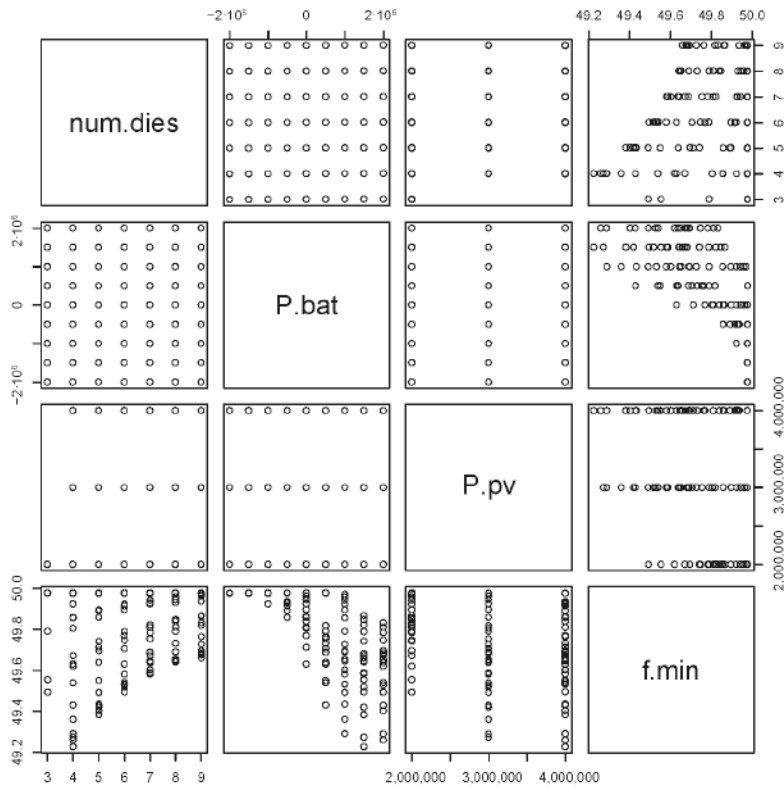 −2·10⁶ 0 2·10⁶
49.2 49.4 49.6 49.8 50.0
num.dies
3 4 5 6 7 8 9
−2·10⁶ 0 2·10⁶
P.bat
P.pv
2,000,000 3,000,000 4,000,000
49.2 49.4 49.6 49.8 50.0
f.min
3 4 5 6 7 8 9
2,000,000 3,000,000 4,000,000